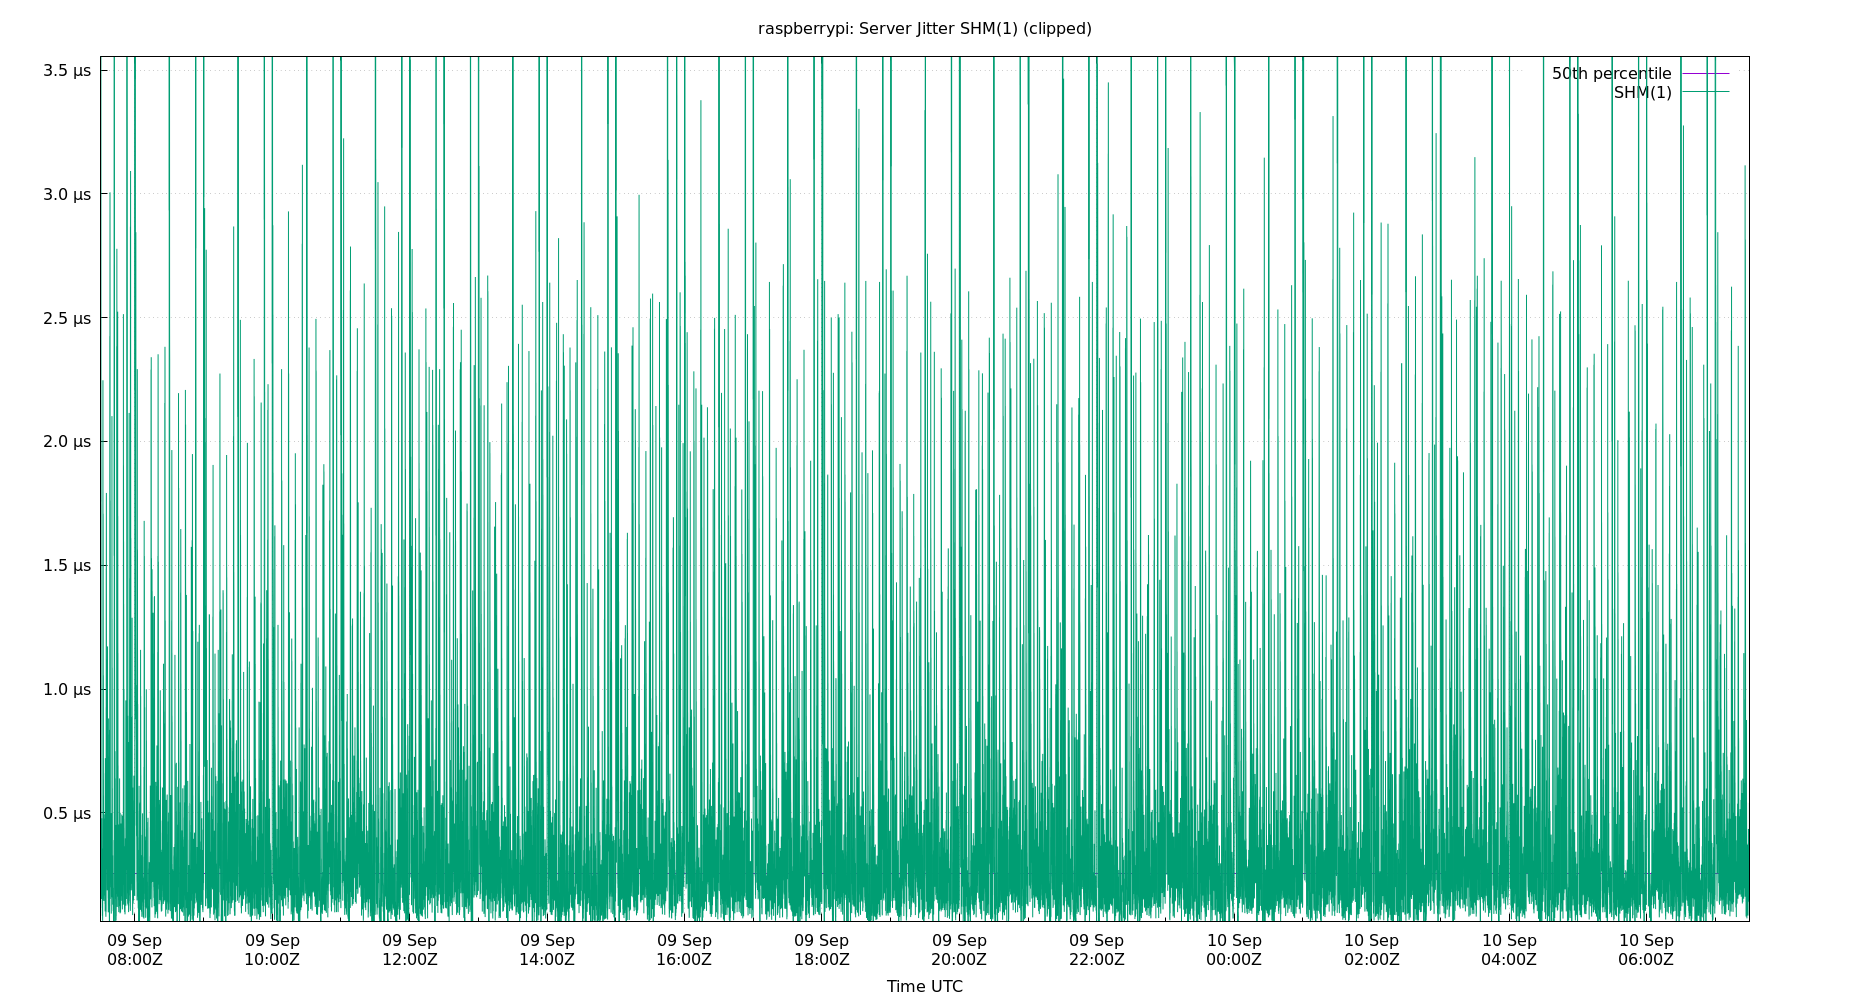 raspberrypi: Server Jitter SHM(1) (clipped)
50th percentile
SHM(1)
3.5 μs
3.0 μs
2.5 μs
2.0 μs
1.5 μs
1.0 μs
0.5 μs
09 Sep 09 Sep 09 Sep 09 Sep 09 Sep 09 Sep 09 Sep 09 Sep 10 Sep 10 Sep 10 Sep 10 Sep
08:00Z 10:00Z 12:00Z 14:00Z 16:00Z 18:00Z 20:00Z 22:00Z 00:00Z 02:00Z 04:00Z 06:00Z
Time UTC